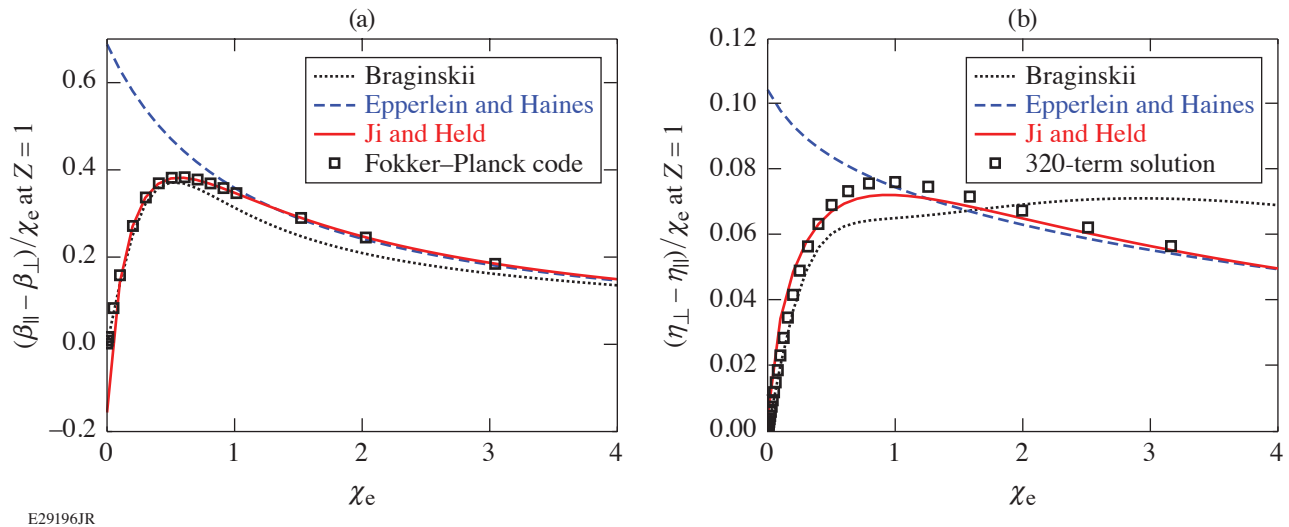 (a)
(β∥ – β⊥)/χe at Z = 1
0.6
0.4
0.2
0.0
–0.2
Braginskii
Epperlein and Haines
Ji and Held
Fokker–Planck code
0 1 2 3 4
χe
(b)
(η⊥ – η∥)/χe at Z = 1
0.12
0.10
0.08
0.06
0.04
0.02
0.00
Braginskii
Epperlein and Haines
Ji and Held
320-term solution
0 1 2 3 4
χe
E29196JR